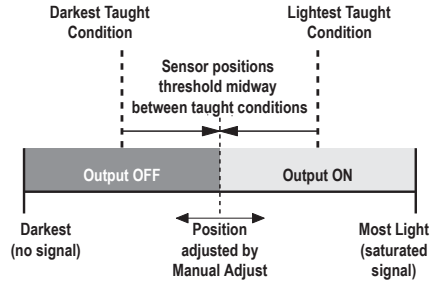 Darkest Taught
Condition
Lightest Taught
Condition
Sensor positions
threshold midway
between taught conditions
Output OFF
Output ON
Darkest
(no signal)
Position
adjusted by
Manual Adjust
Most Light
(saturated
signal)